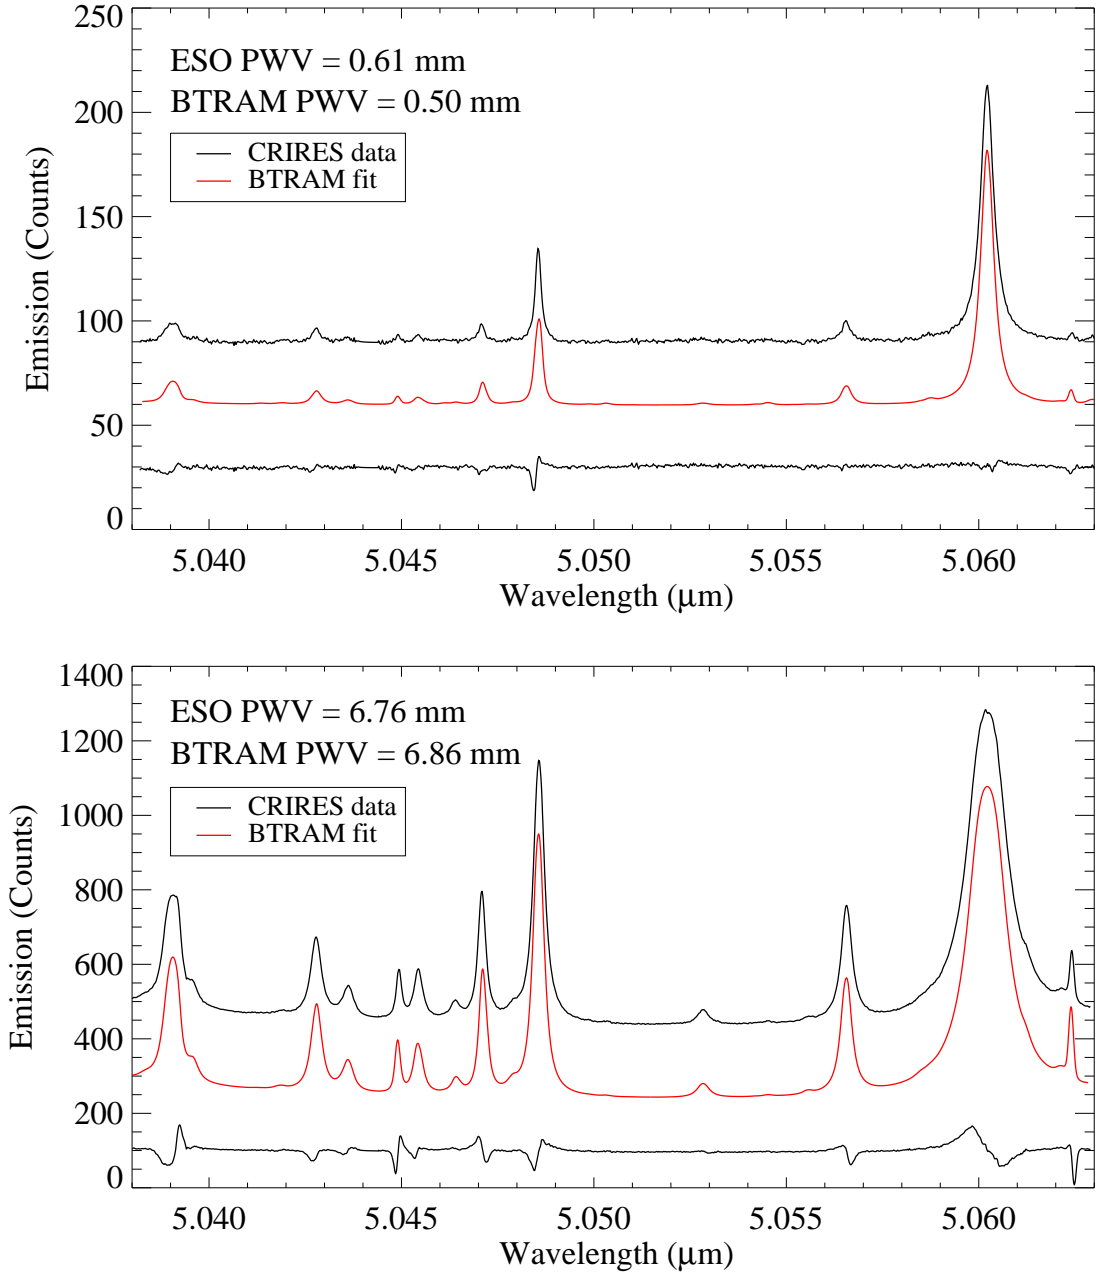 250
200
150
100
50
0
Emission (Counts)
ESO PWV = 0.61 mm
BTRAM PWV = 0.50 mm
CRIRES data
BTRAM fit
5.040 5.045 5.050 5.055 5.060
Wavelength (μm)
1400
1200
1000
800
600
400
200
0
Emission (Counts)
ESO PWV = 6.76 mm
BTRAM PWV = 6.86 mm
CRIRES data
BTRAM fit
5.040 5.045 5.050 5.055 5.060
Wavelength (μm)